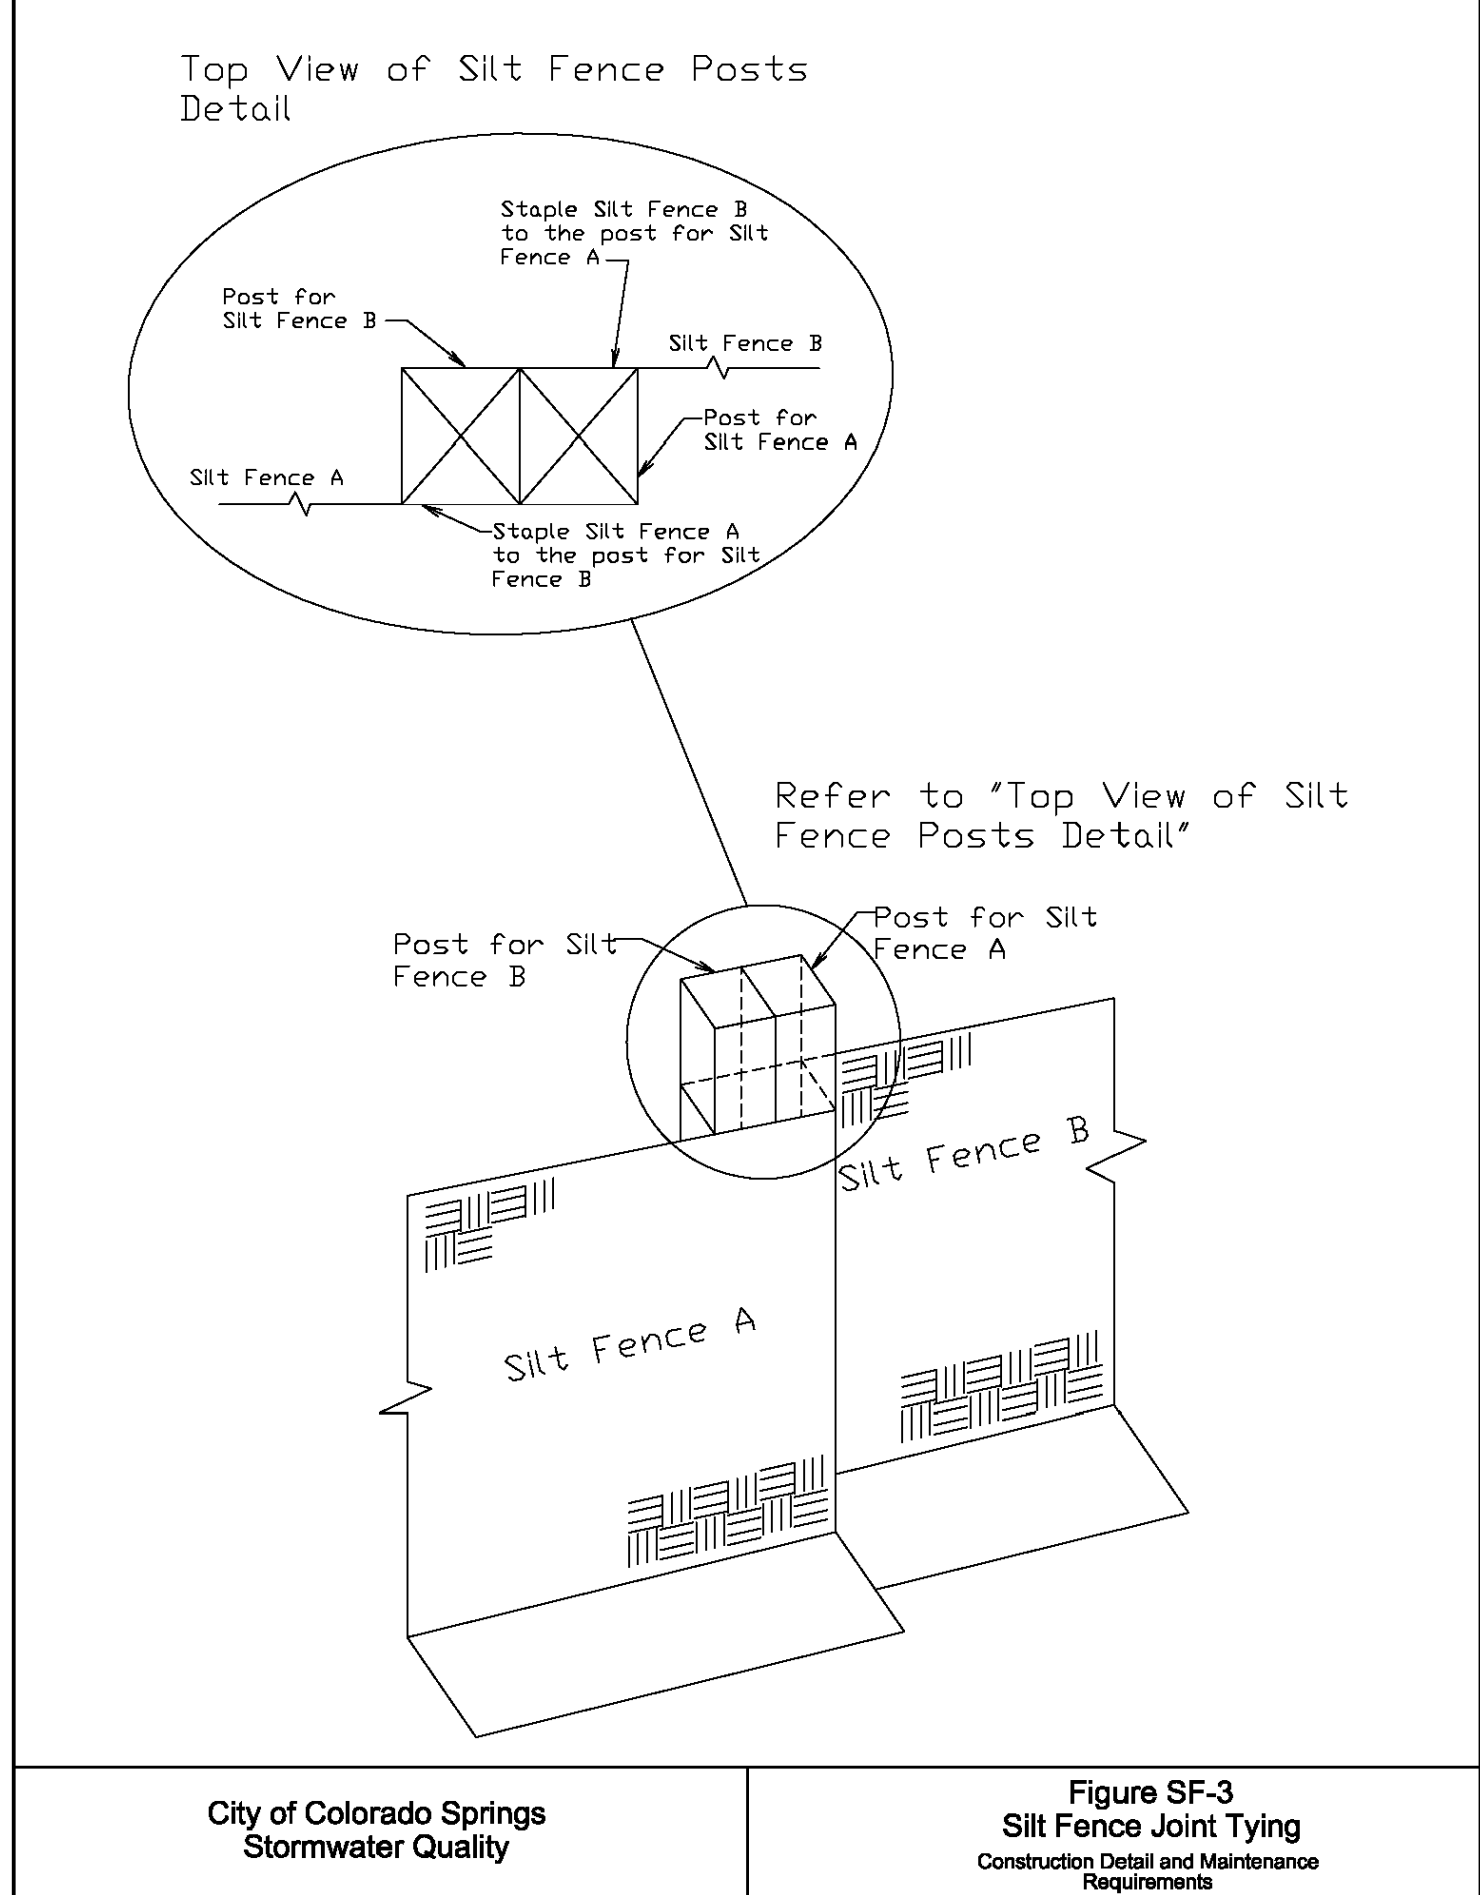 Top View of Silt Fence Posts
Detail
Staple Silt Fence B
to the post for Silt
Fence A
Post for
Silt Fence B
Silt Fence B
Post for
Silt Fence A
Silt Fence A
Staple Silt Fence A
to the post for Silt
Fence B
Refer to "Top View of Silt
Fence Posts Detail"
Post for Silt
Fence A
Post for Silt
Fence B
Silt Fence B
Silt Fence A
City of Colorado Springs
Stormwater Quality
Figure SF-3
Silt Fence Joint Tying
Construction Detail and Maintenance
Requirements